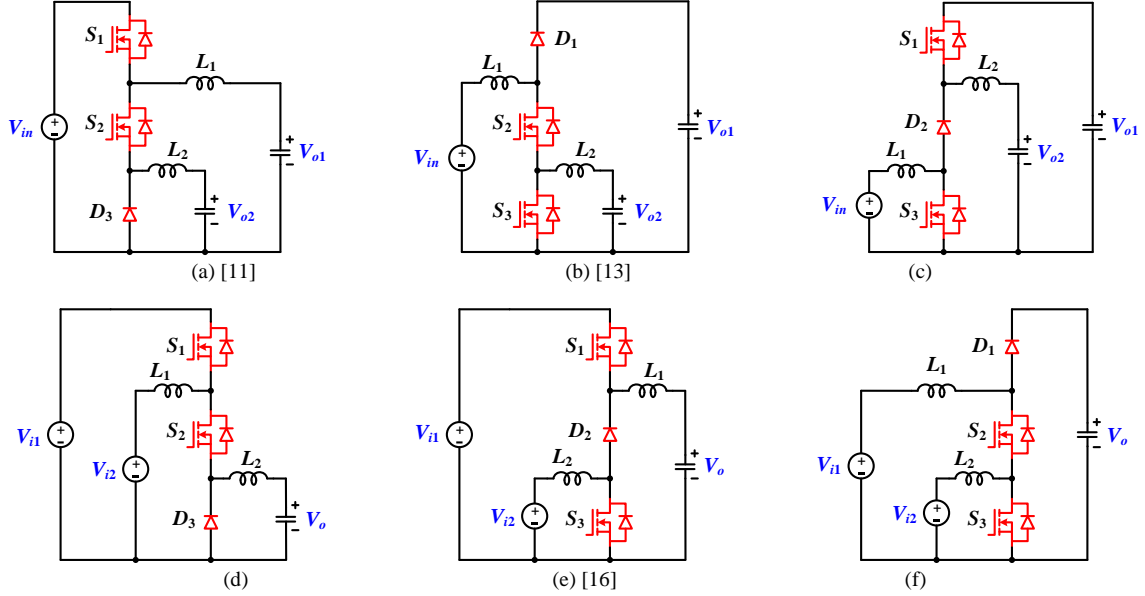 S1
L1
Vin
S2
L2
Vo1
D3
Vo2
+
−
(a) [11]
D1
L1
S2
Vin
L2
Vo1
S3
Vo2
+
−
(b) [13]
S1
L2
D2
Vo1
L1
Vo2
Vin
S3
+
−
(c)
S1
L1
Vi1
S2
Vi2
L2
D3
Vo
+
−
(d)
S1
L1
Vi1
D2
L2
Vo
Vi2
S3
+
−
(e) [16]
D1
L1
S2
Vo
Vi1
L2
Vi2
S3
+
−
(f)